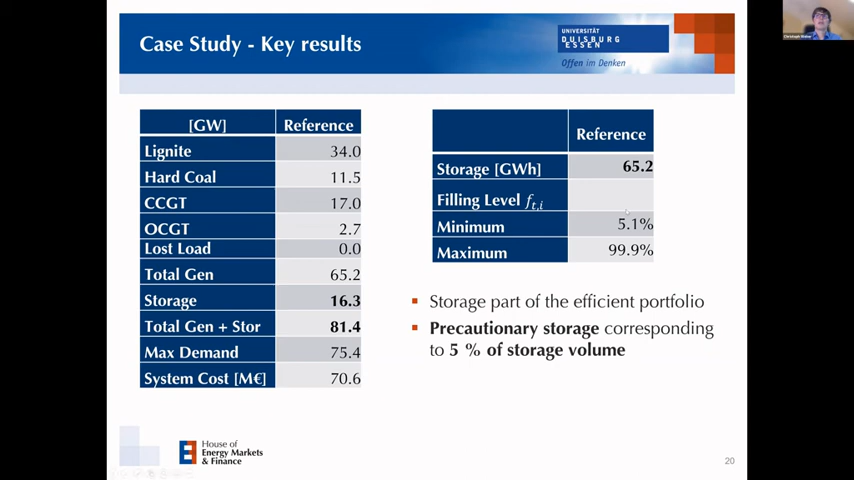 Case Study - Key results
UNIVERSITÄT
DUISBURG
ESSEN
Offen im Denken
Christoph Weber
[GW] Reference
Lignite 34.0
Hard Coal 11.5
CCGT 17.0
OCGT 2.7
Lost Load 0.0
Total Gen 65.2
Storage 16.3
Total Gen + Stor 81.4
Max Demand 75.4
System Cost [M€] 70.6
Reference
Storage [GWh] 65.2
Filling Level f_{t,i}
Minimum 5.1%
Maximum 99.9%
Storage part of the efficient portfolio
Precautionary storage corresponding
to 5 % of storage volume
House of
Energy Markets
& Finance
20